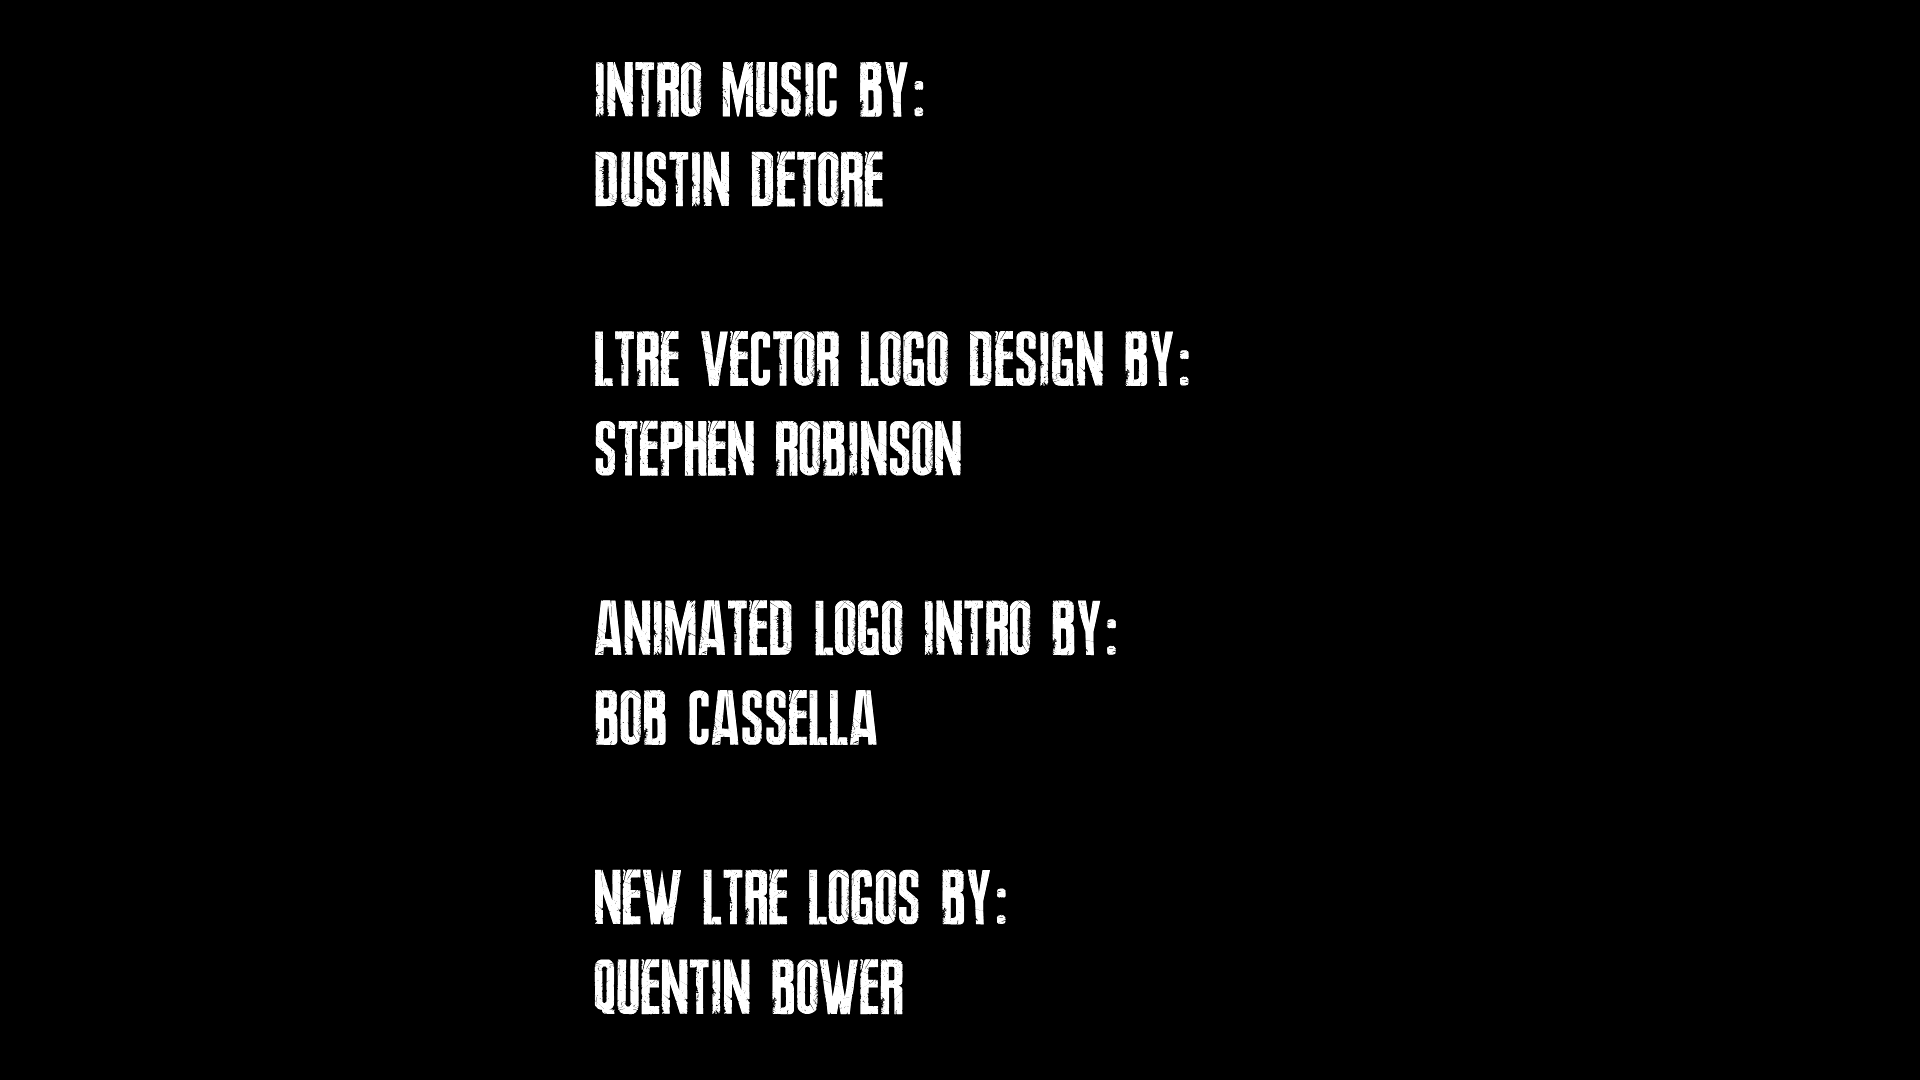 INTRO MUSIC BY:
DUSTIN DETORE
LTRE VECTOR LOGO DESIGN BY:
STEPHEN ROBINSON
ANIMATED LOGO INTRO BY:
BOB CASSELLA
NEW LTRE LOGOS BY:
QUENTIN BOWER